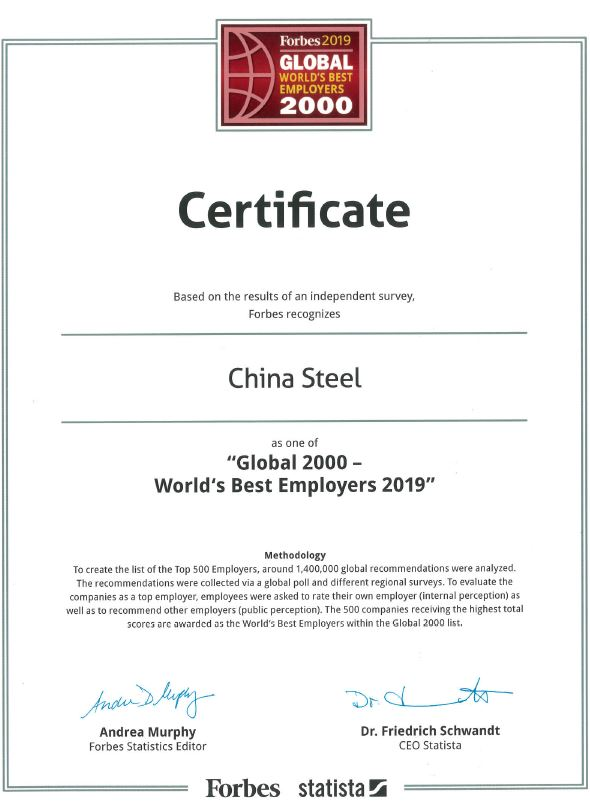 Forbes 2019
GLOBAL
WORLD'S BEST
EMPLOYERS
2000
Certificate
Based on the results of an independent survey,
Forbes recognizes
China Steel
as one of
“Global 2000 –
World‘s Best Employers 2019”
Methodology
To create the list of the Top 500 Employers, around 1,400,000 global recommendations were analyzed.
The recommendations were collected via a global poll and different regional surveys. To evaluate the
companies as a top employer, employees were asked to rate their own employer (internal perception) as
well as to recommend other employers (public perception). The 500 companies receiving the highest total
scores are awarded as the World's Best Employers within the Global 2000 list.
Andrea Murphy
Forbes Statistics Editor
Dr. Friedrich Schwandt
CEO Statista
Forbes statista